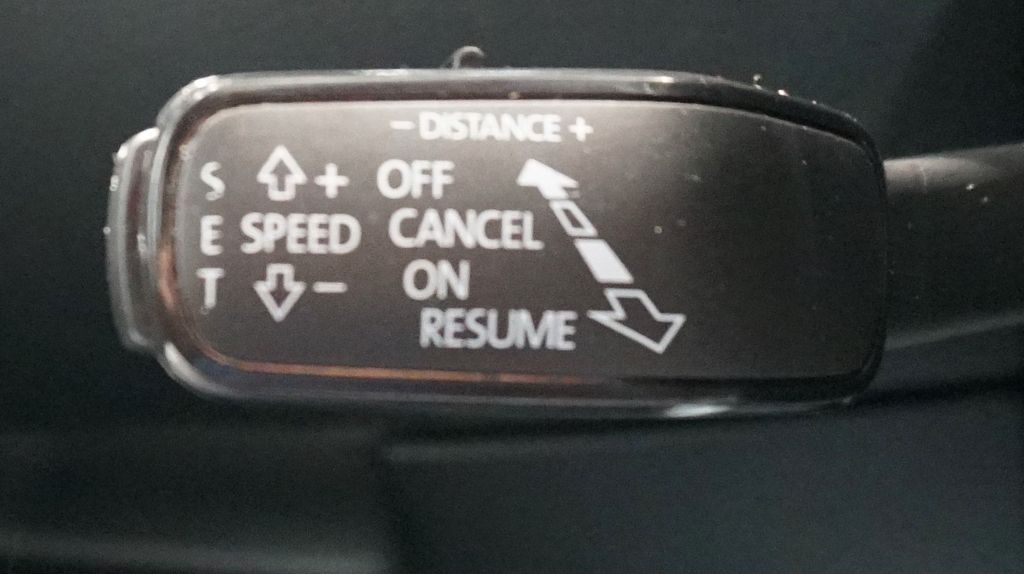 – DISTANCE +
S + OFF
E SPEED CANCEL
T – ON
RESUME